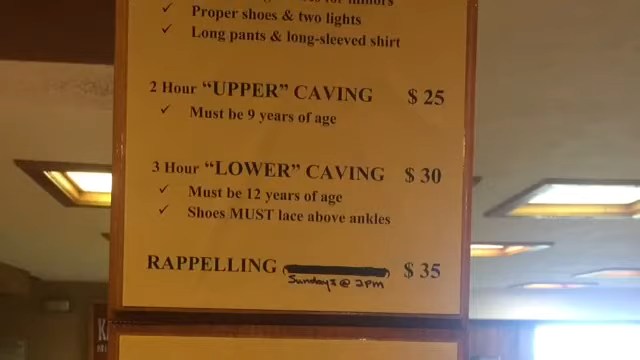 for minors
✓ Proper shoes & two lights
✓ Long pants & long-sleeved shirt
2 Hour “UPPER” CAVING $ 25
✓ Must be 9 years of age
3 Hour “LOWER” CAVING $ 30
✓ Must be 12 years of age
✓ Shoes MUST lace above ankles
RAPPELLING $ 35
Sundays @ 2pm